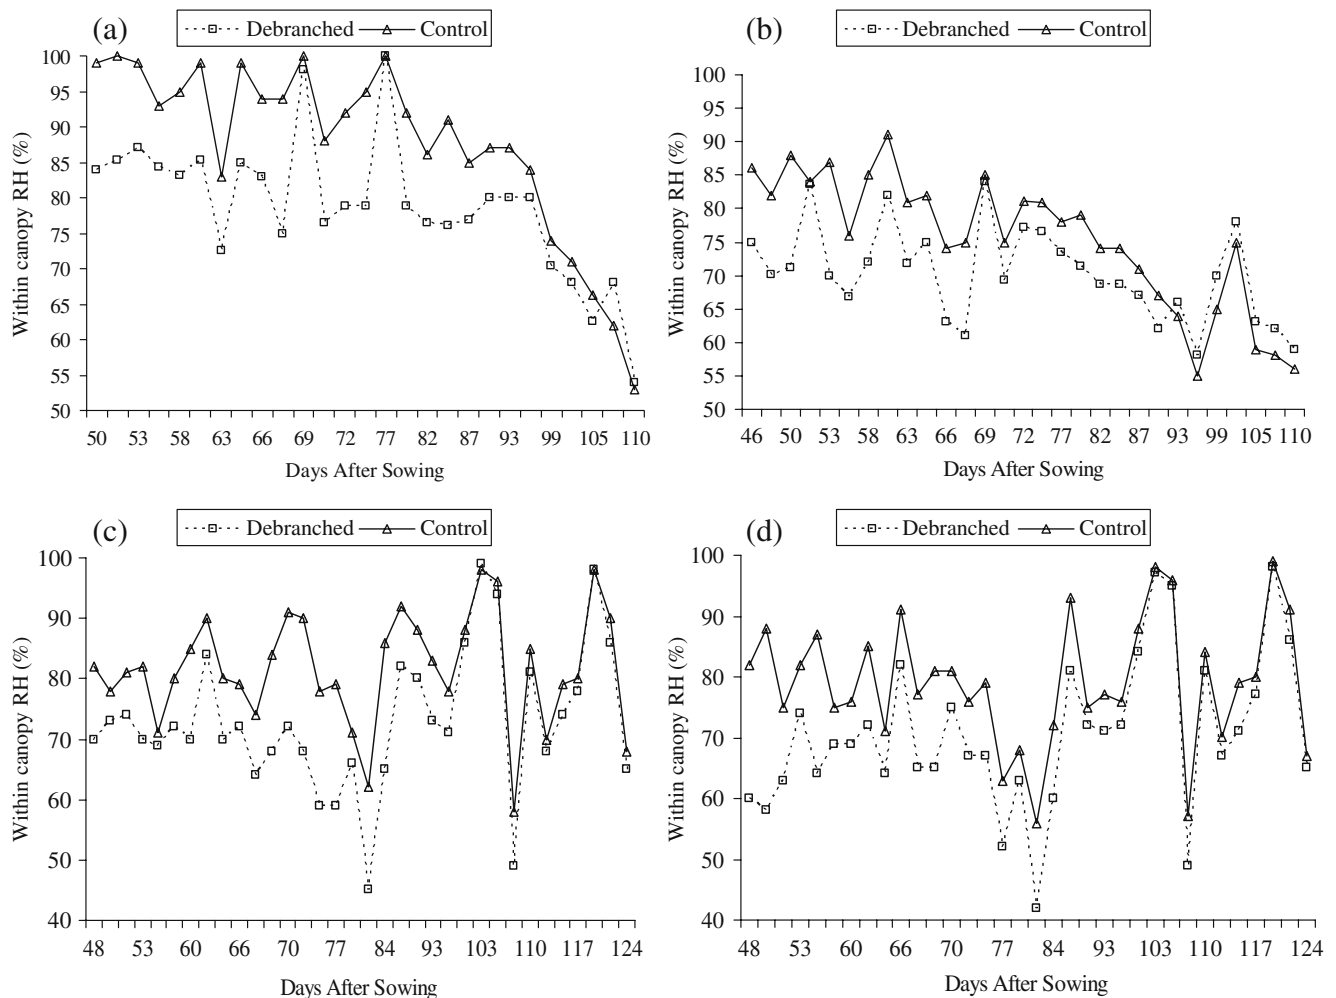 (a)
Debranched
Control
100
95
90
85
80
75
70
65
60
55
50
Within canopy RH (%)
50 53 58 63 66 69 72 77 82 87 93 99 105 110
Days After Sowing
(b)
Debranched
Control
100
95
90
85
80
75
70
65
60
55
50
Within canopy RH (%)
46 50 53 58 63 66 69 72 77 82 87 93 99 105 110
Days After Sowing
(c)
Debranched
Control
100
90
80
70
60
50
40
Within canopy RH (%)
48 53 60 66 70 77 84 93 103 110 117 124
Days After Sowing
(d)
Debranched
Control
100
90
80
70
60
50
40
Within canopy RH (%)
48 53 60 66 70 77 84 93 103 110 117 124
Days After Sowing